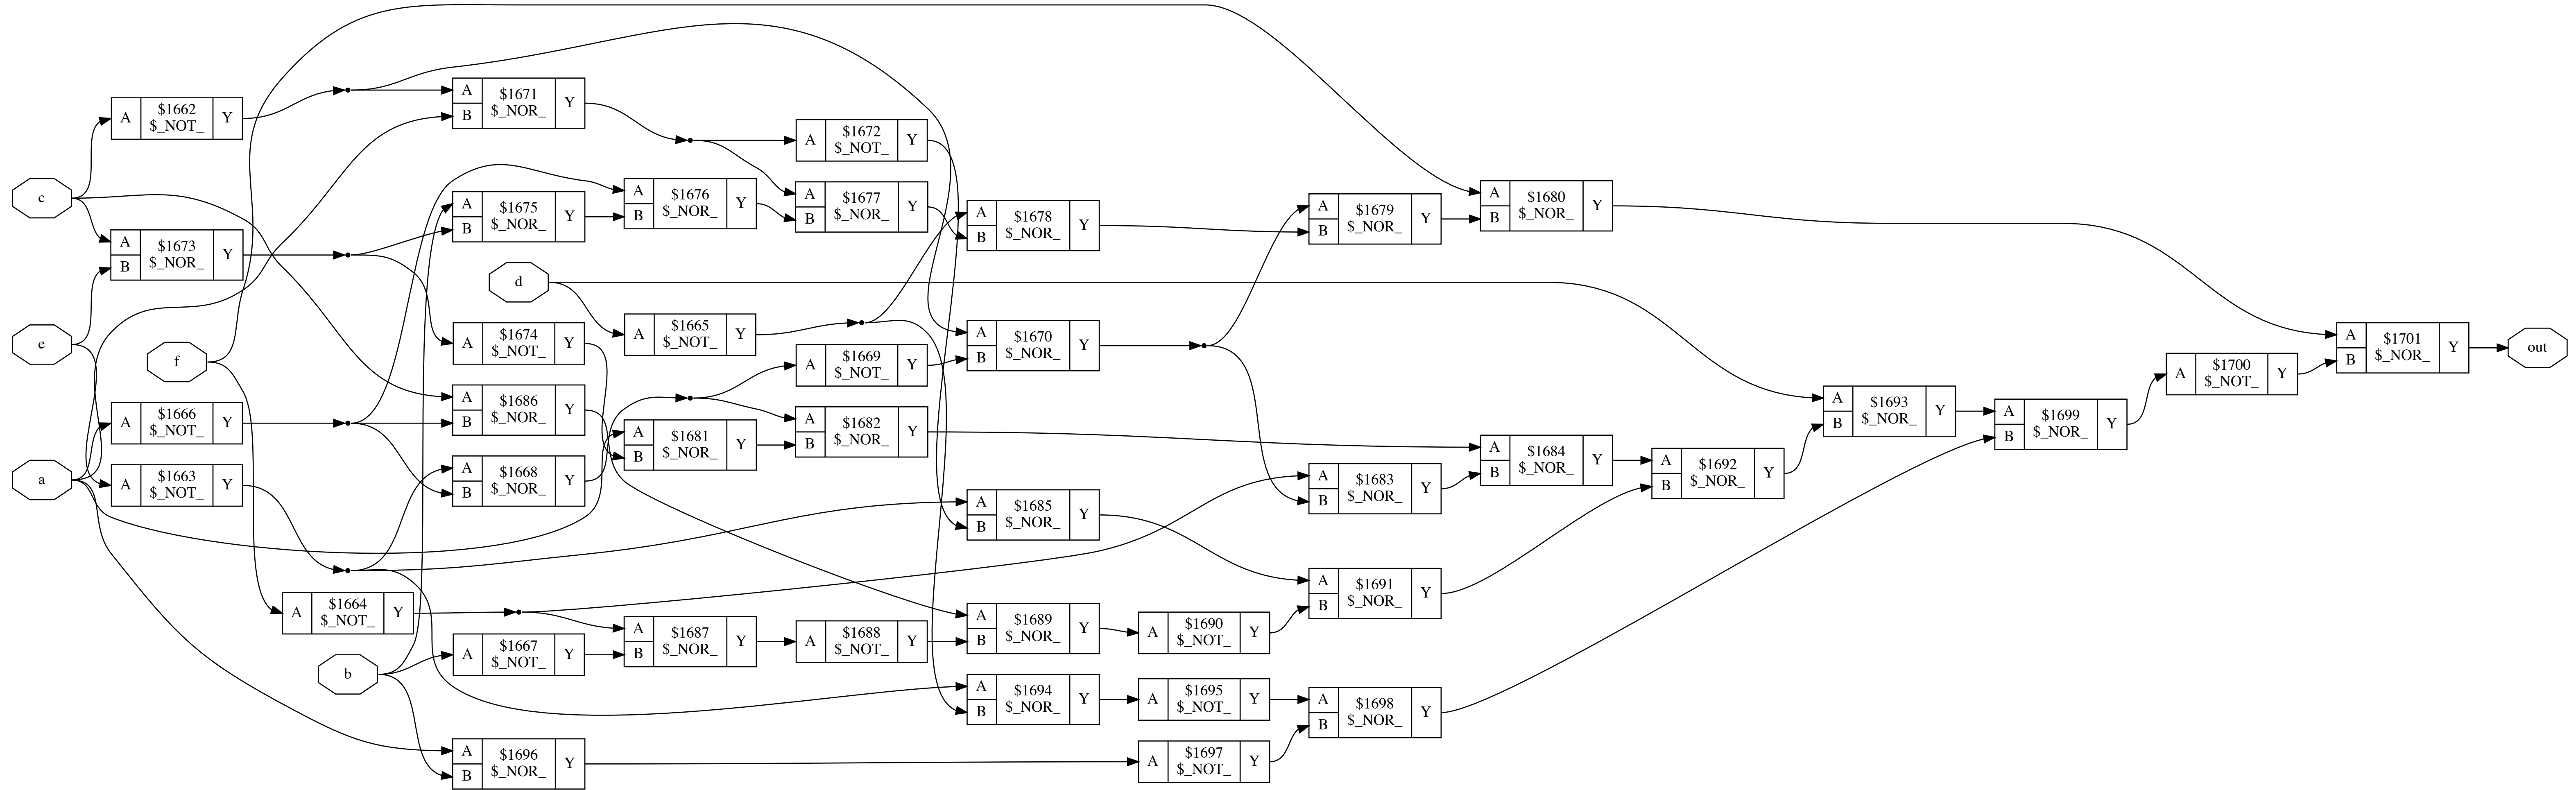 c
e
f
a
b
d
out
A $1662 $_NOT_ Y
A B $1673 $_NOR_ Y
A $1666 $_NOT_ Y
A $1663 $_NOT_ Y
A $1664 $_NOT_ Y
A B $1671 $_NOR_ Y
A B $1675 $_NOR_ Y
A $1674 $_NOT_ Y
A B $1686 $_NOR_ Y
A B $1668 $_NOR_ Y
A $1667 $_NOT_ Y
A B $1696 $_NOR_ Y
A B $1676 $_NOR_ Y
A $1665 $_NOT_ Y
A B $1681 $_NOR_ Y
A B $1687 $_NOR_ Y
A $1672 $_NOT_ Y
A B $1677 $_NOR_ Y
A $1669 $_NOT_ Y
A B $1682 $_NOR_ Y
A $1688 $_NOT_ Y
A B $1678 $_NOR_ Y
A B $1670 $_NOR_ Y
A B $1685 $_NOR_ Y
A B $1689 $_NOR_ Y
A B $1694 $_NOR_ Y
A $1690 $_NOT_ Y
A $1695 $_NOT_ Y
A $1697 $_NOT_ Y
A B $1679 $_NOR_ Y
A B $1683 $_NOR_ Y
A B $1691 $_NOR_ Y
A B $1698 $_NOR_ Y
A B $1680 $_NOR_ Y
A B $1684 $_NOR_ Y
A B $1692 $_NOR_ Y
A B $1693 $_NOR_ Y
A B $1699 $_NOR_ Y
A $1700 $_NOT_ Y
A B $1701 $_NOR_ Y